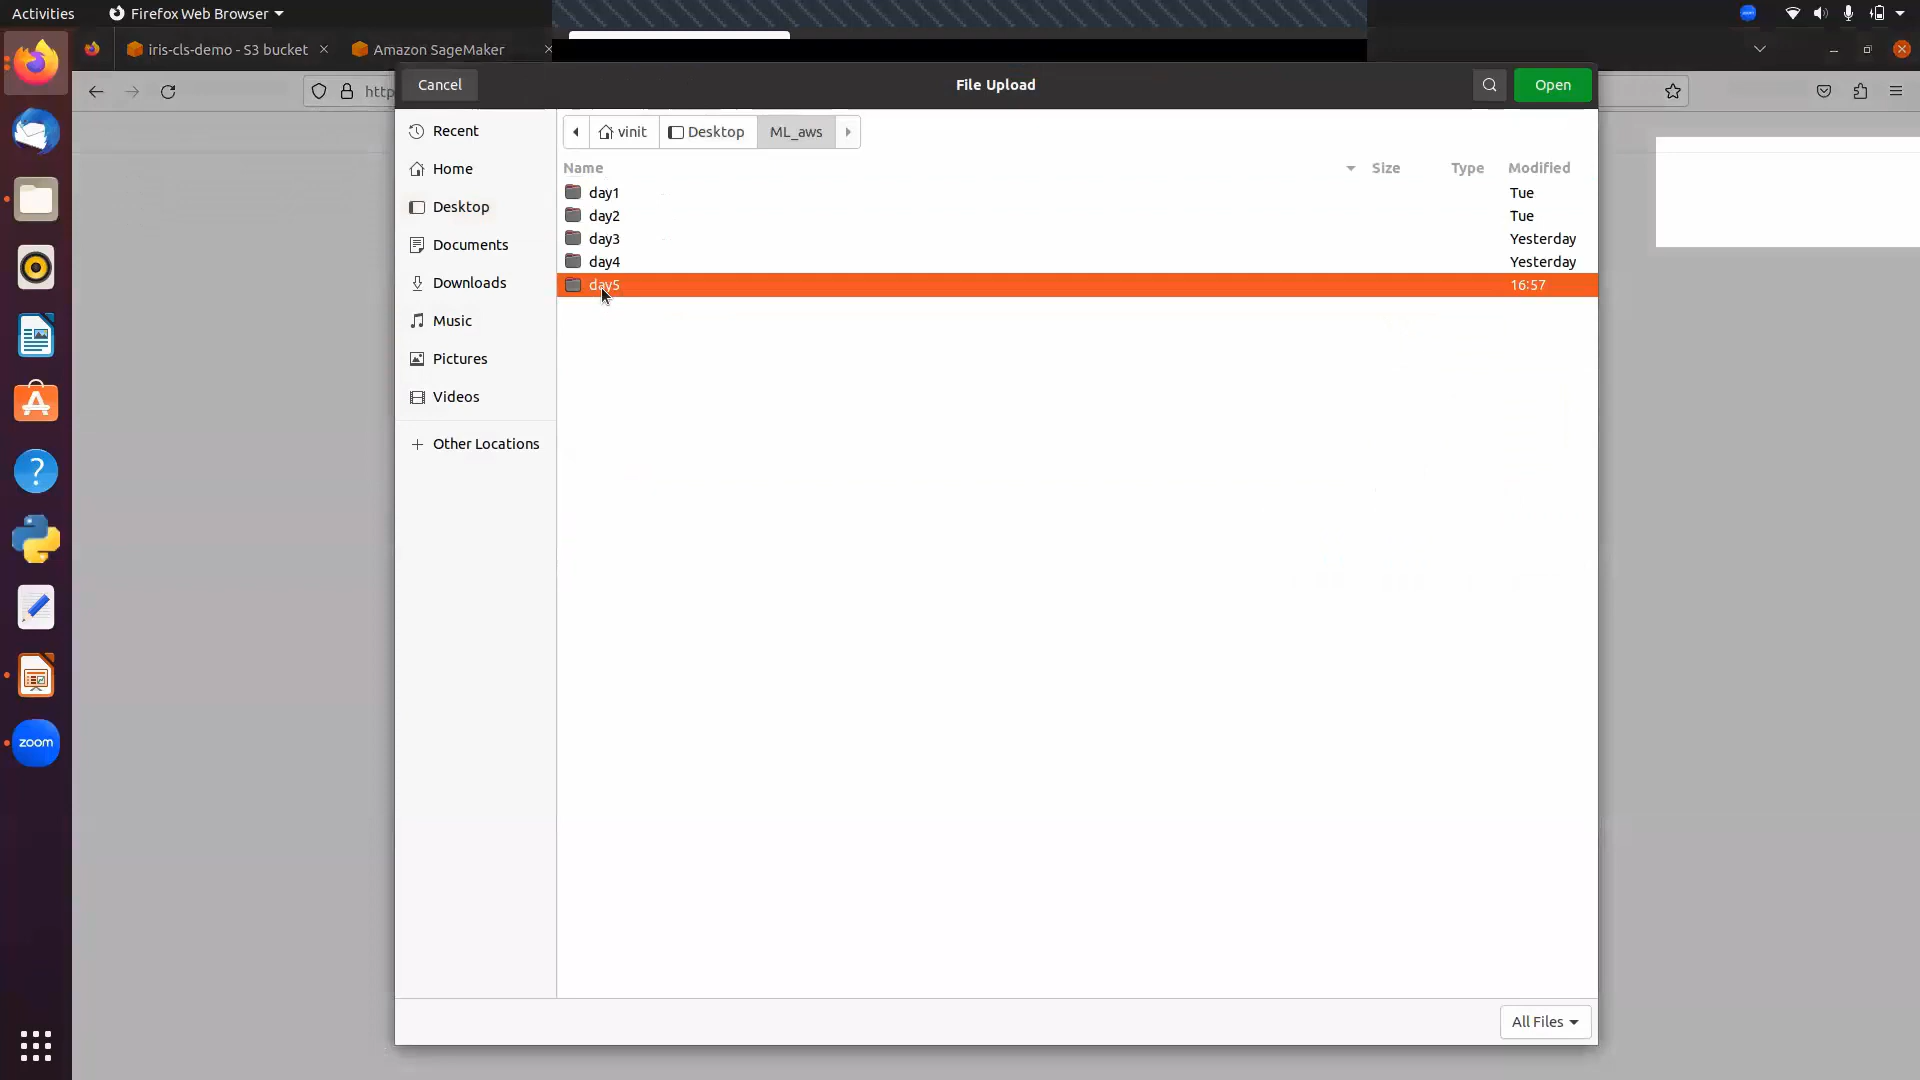 Activities
Firefox Web Browser
iris-cls-demo - S3 bucket
Amazon SageMaker
http
Cancel
File Upload
Open
vinit
Desktop
ML_aws
Recent
Home
Desktop
Documents
Downloads
Music
Pictures
Videos
Other Locations
Name Size Type Modified
day1 Tue
day2 Tue
day3 Yesterday
day4 Yesterday
day5 16:57
zoom
All Files